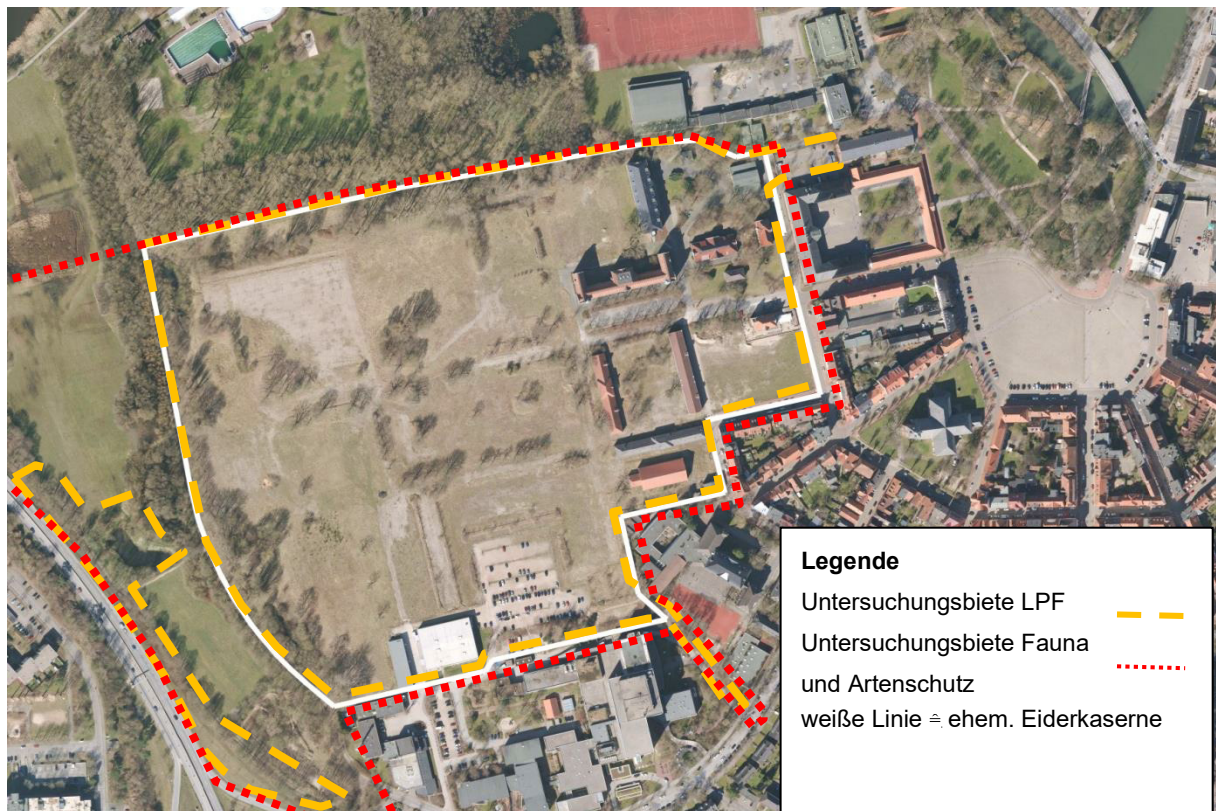 Legende
Untersuchungsbiete LPF
Untersuchungsbiete Fauna
und Artenschutz
weiße Linie ≙ ehem. Eiderkaserne